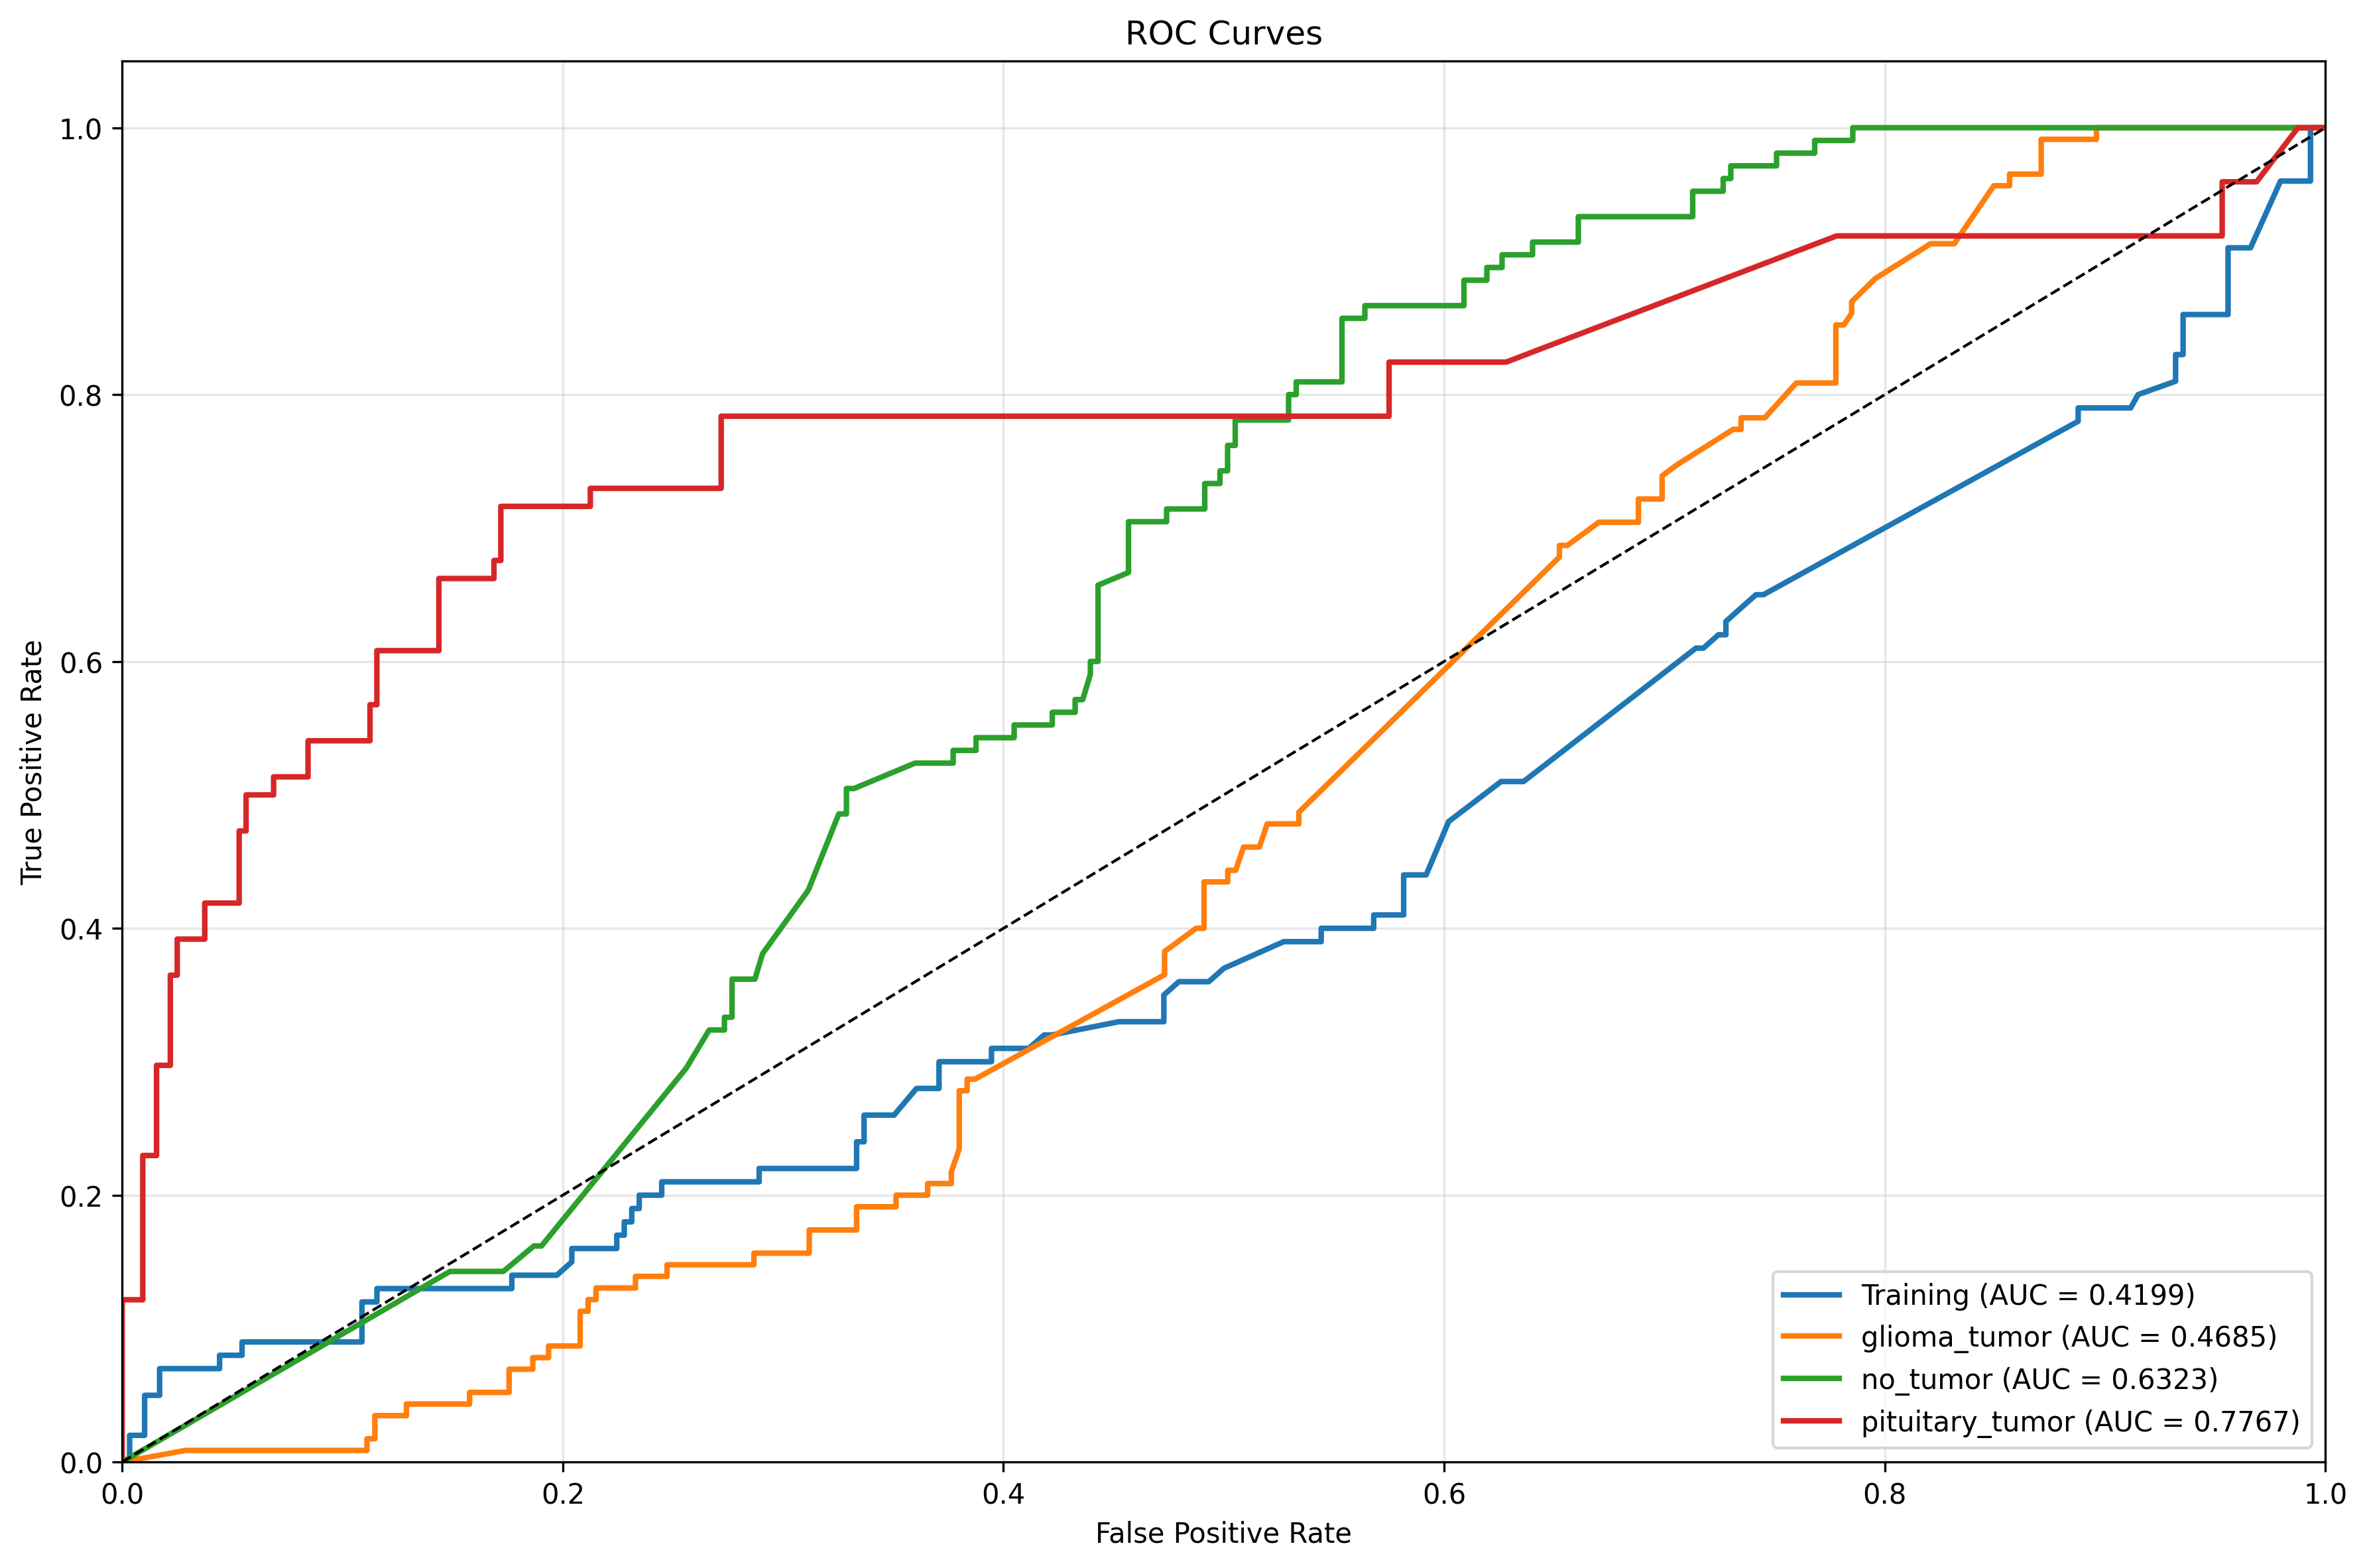 ROC Curves
1.0
0.8
0.6
0.4
0.2
0.0
True Positive Rate
0.0 0.2 0.4 0.6 0.8 1.0
False Positive Rate
Training (AUC = 0.4199)
glioma_tumor (AUC = 0.4685)
no_tumor (AUC = 0.6323)
pituitary_tumor (AUC = 0.7767)